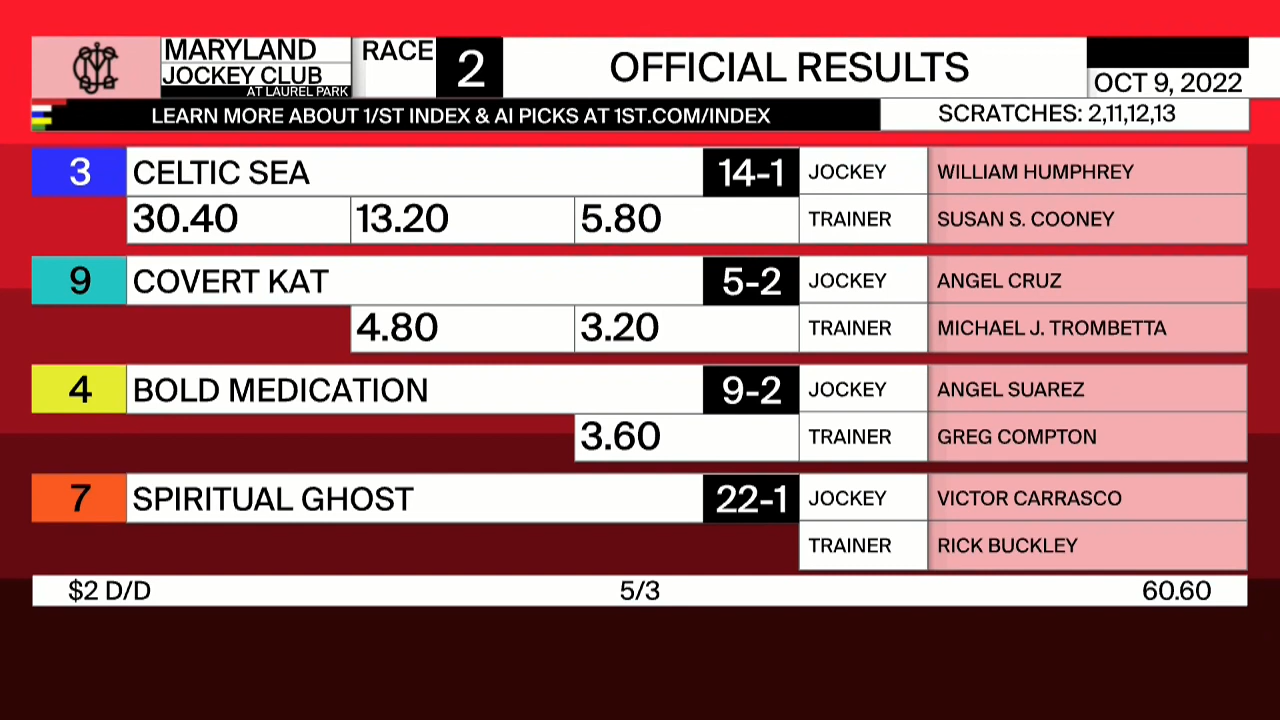 MARYLAND
JOCKEY CLUB
AT LAUREL PARK
RACE 2
OFFICIAL RESULTS
OCT 9, 2022
LEARN MORE ABOUT 1/ST INDEX & AI PICKS AT 1ST.COM/INDEX
SCRATCHES: 2,11,12,13
3 CELTIC SEA 14-1 JOCKEY WILLIAM HUMPHREY
30.40 13.20 5.80 TRAINER SUSAN S. COONEY
9 COVERT KAT 5-2 JOCKEY ANGEL CRUZ
4.80 3.20 TRAINER MICHAEL J. TROMBETTA
4 BOLD MEDICATION 9-2 JOCKEY ANGEL SUAREZ
3.60 TRAINER GREG COMPTON
7 SPIRITUAL GHOST 22-1 JOCKEY VICTOR CARRASCO
TRAINER RICK BUCKLEY
$2 D/D 5/3 60.60